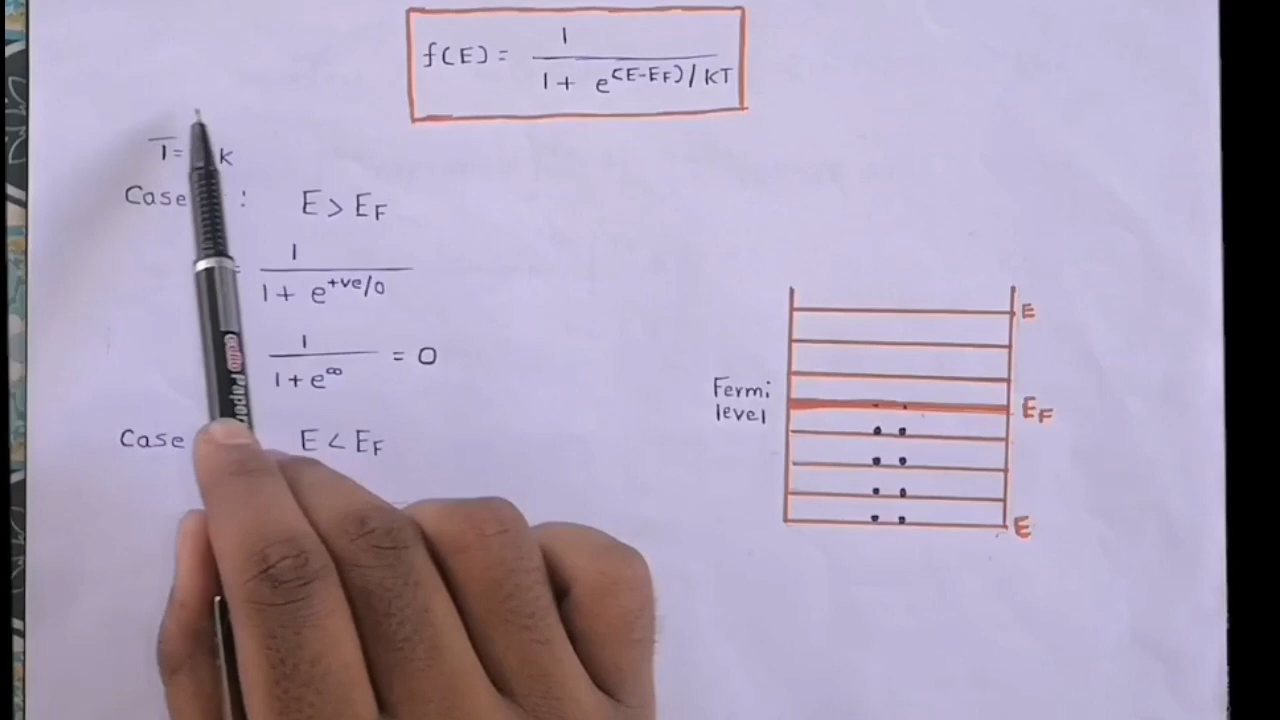 f(E) = 1 / 1 + e^(E-EF)/KT
T= K
Case :
E > EF
= 1 / 1 + e^+ve/0
1 / 1 + e^∞ = 0
Case
E < EF
Fermi
level
E
EF
E